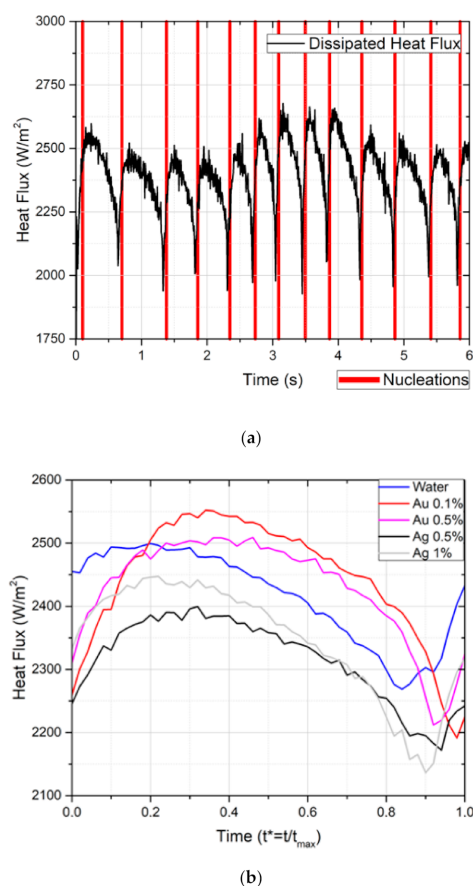 3000
2750
2500
2250
2000
1750
Heat Flux (W/m²)
Dissipated Heat Flux
0 1 2 3 4 5 6
Time (s)
Nucleations
(a)
2600
2500
2400
2300
2200
2100
Heat Flux (W/m²)
Water
Au 0.1%
Au 0.5%
Ag 0.5%
Ag 1%
0.0 0.2 0.4 0.6 0.8 1.0
Time (t*=t/tmax)
(b)